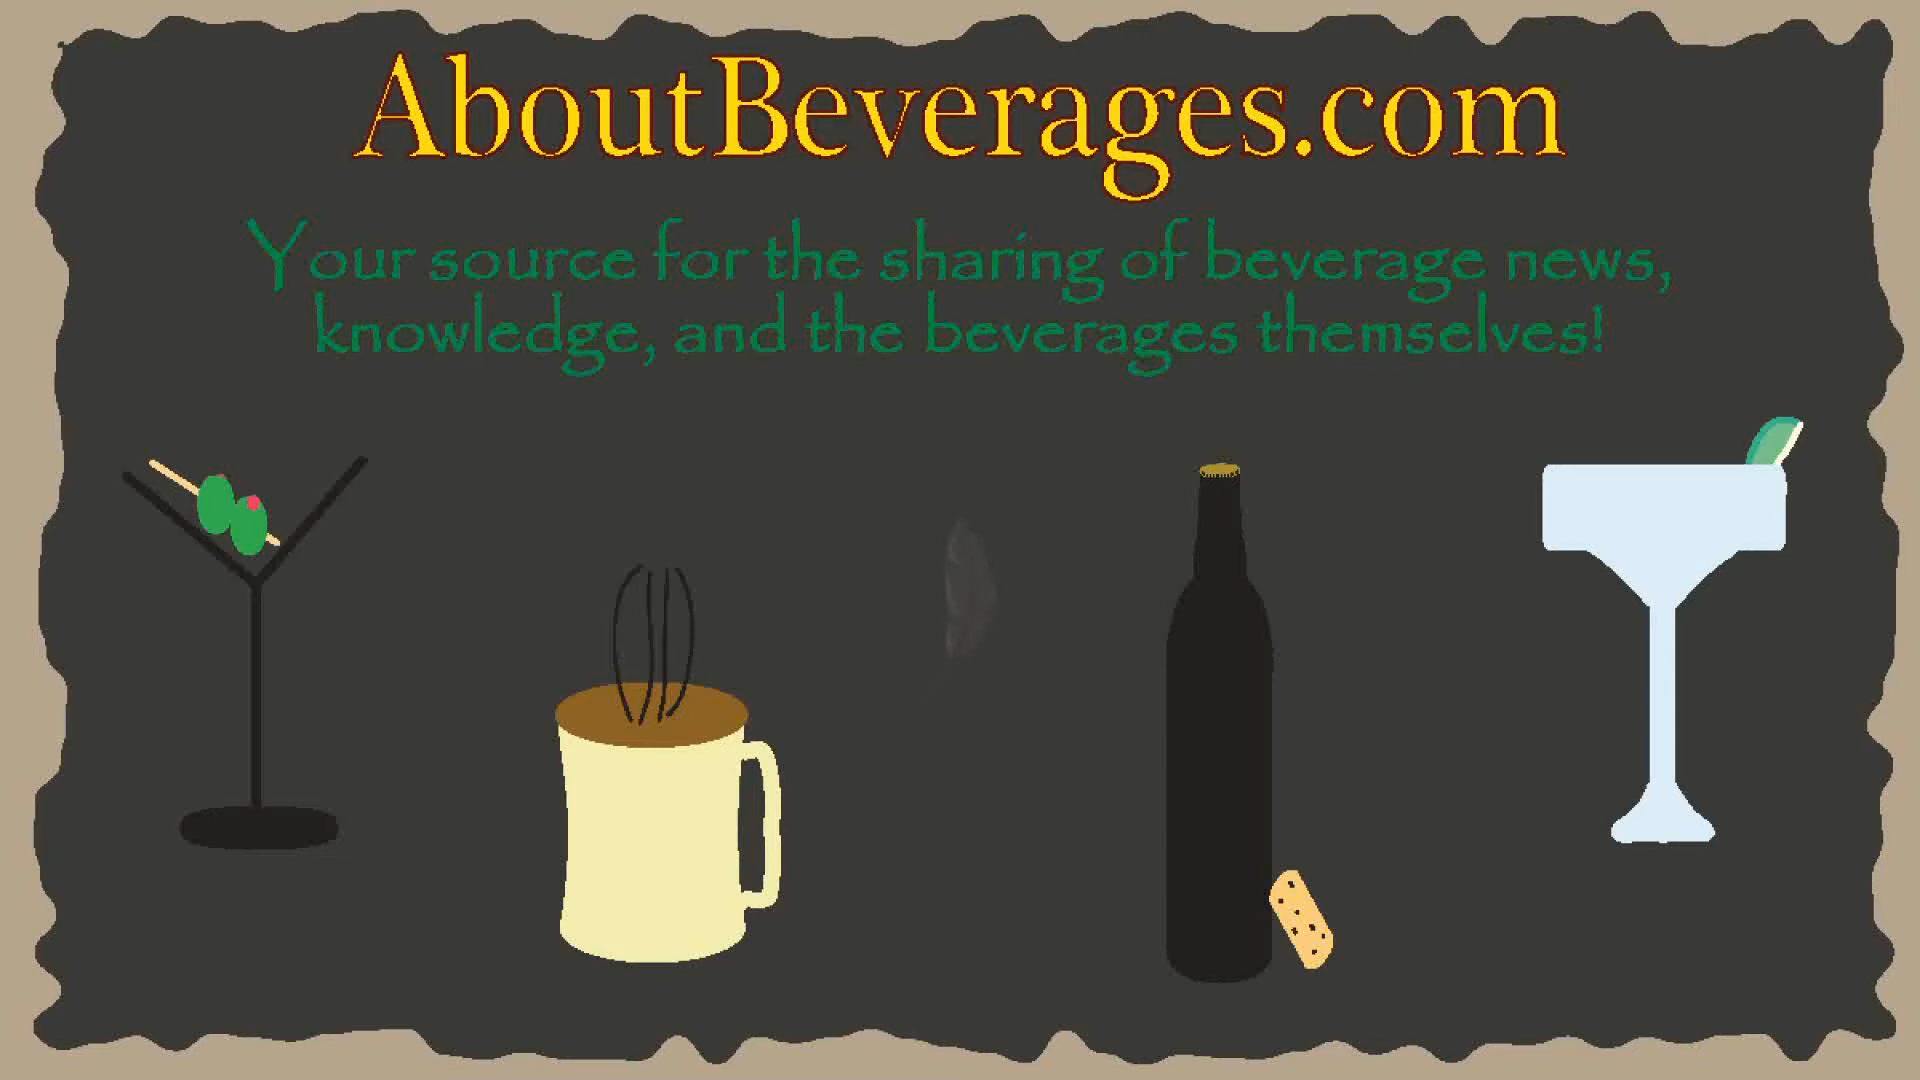 AboutBeverages.com
Your source for the sharing of beverage news,
knowledge, and the beverages themselves!